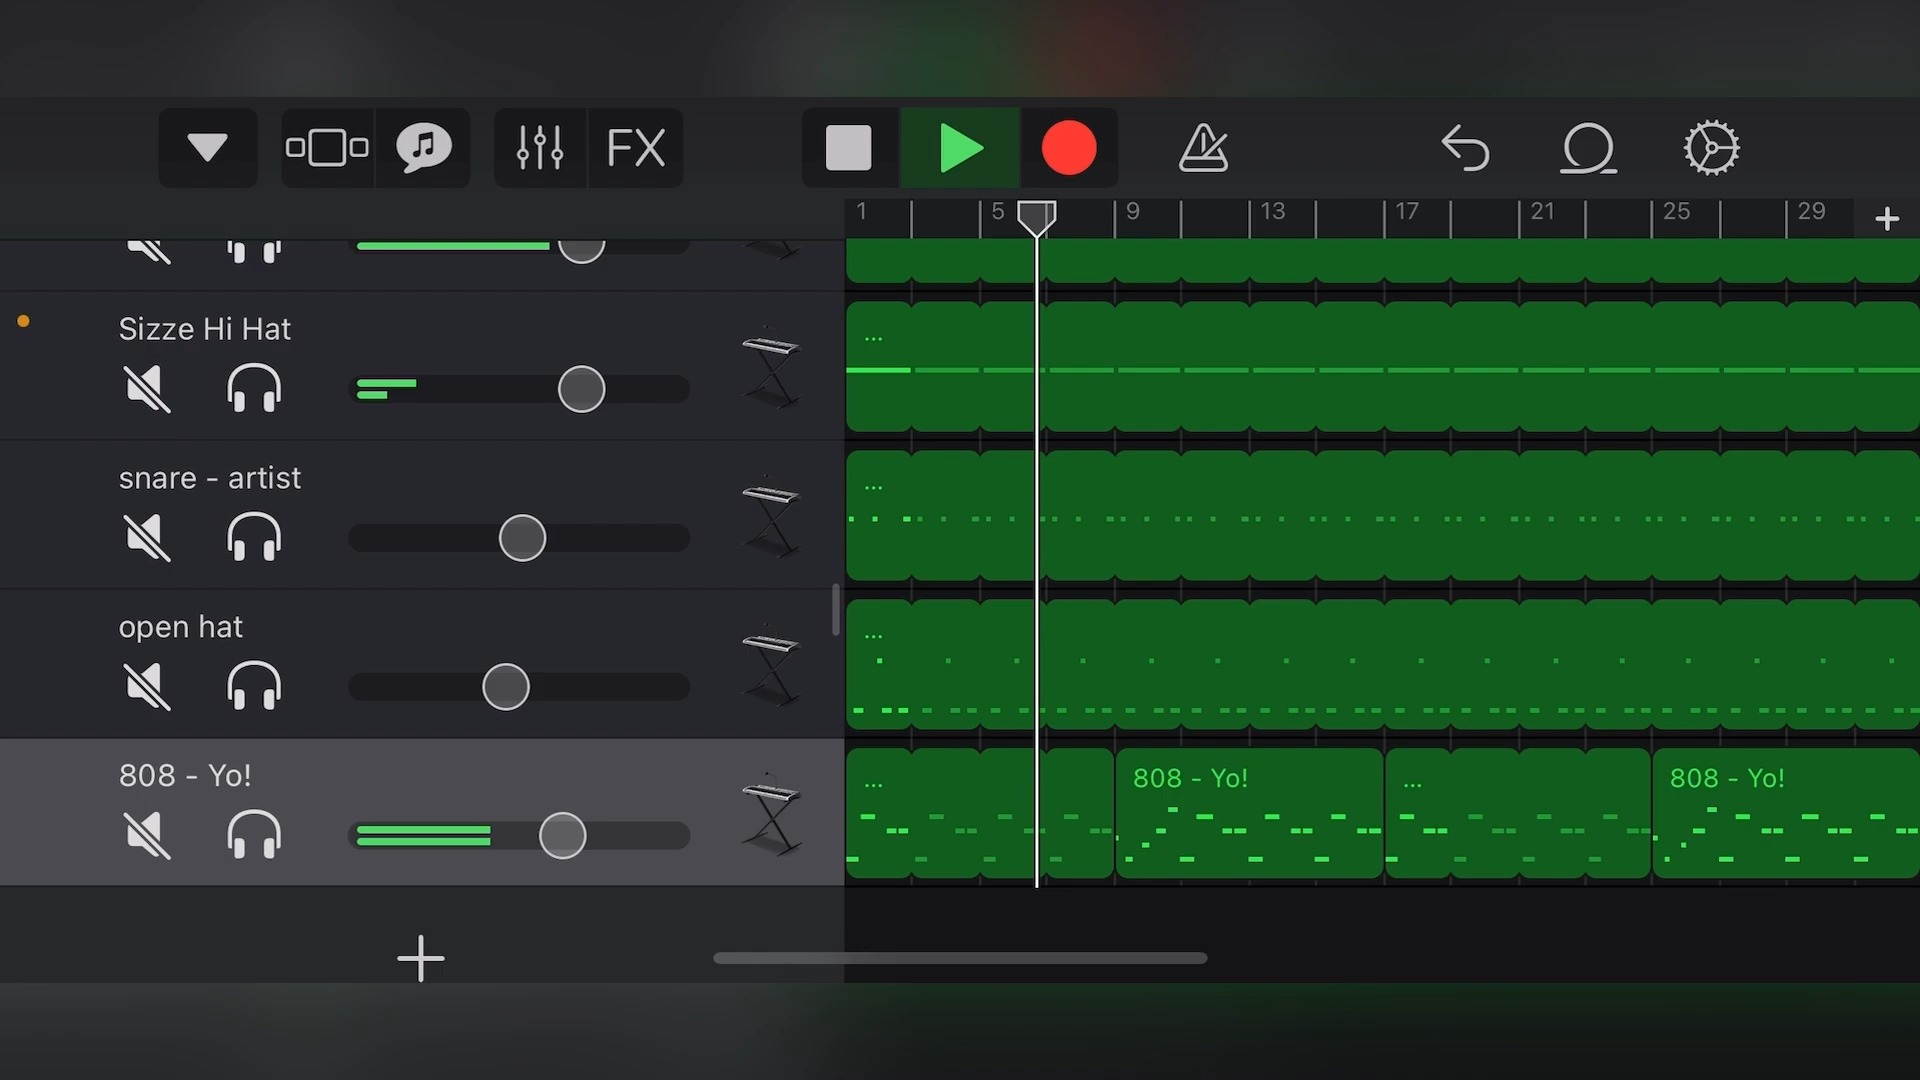 FX
1 5 9 13 17 21 25 29
Sizze Hi Hat
...
snare - artist
...
open hat
...
808 - Yo!
... 808 - Yo! ... 808 - Yo!